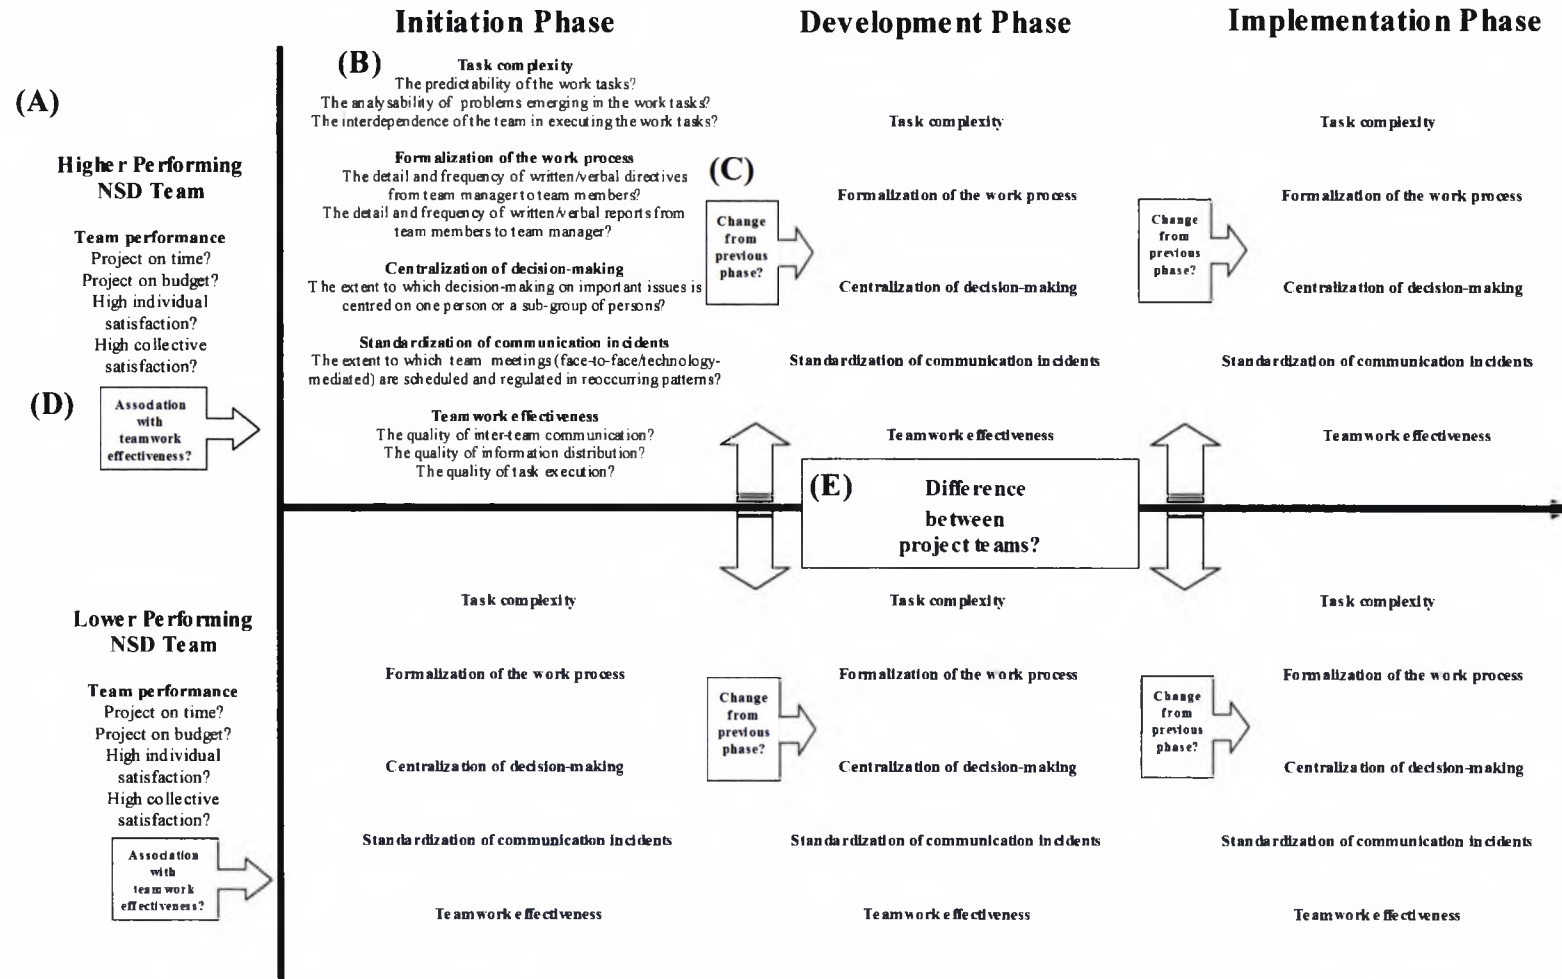 Initiation Phase
Development Phase
Implementation Phase
(A)
Higher Performing
NSD Team
Team performance
Project on time?
Project on budget?
High individual
satisfaction?
High collective
satisfaction?
(D)
Association
with
teamwork
effectiveness?
(B)
Task complexity
The predictability of the work tasks?
The analysability of problems emerging in the work tasks?
The interdependence of the team in executing the work tasks?
Formalization of the work process
The detail and frequency of written/verbal directives
from team manager to team members?
The detail and frequency of written/verbal reports from
team members to team manager?
Centralization of decision-making
The extent to which decision-making on important issues is
centred on one person or a sub-group of persons?
Standardization of communication incidents
The extent to which team meetings (face-to-face/technology-
mediated) are scheduled and regulated in reoccurring patterns?
Teamwork effectiveness
The quality of inter-team communication?
The quality of information distribution?
The quality of task execution?
(C)
Change
from
previous
phase?
Task complexity
Formalization of the work process
Centralization of decision-making
Standardization of communication incidents
Teamwork effectiveness
Change
from
previous
phase?
Task complexity
Formalization of the work process
Centralization of decision-making
Standardization of communication incidents
Teamwork effectiveness
(E)
Difference
between
project teams?
Lower Performing
NSD Team
Team performance
Project on time?
Project on budget?
High individual
satisfaction?
High collective
satisfaction?
Association
with
teamwork
effectiveness?
Task complexity
Formalization of the work process
Centralization of decision-making
Standardization of communication incidents
Teamwork effectiveness
Change
from
previous
phase?
Task complexity
Formalization of the work process
Centralization of decision-making
Standardization of communication incidents
Teamwork effectiveness
Change
from
previous
phase?
Task complexity
Formalization of the work process
Centralization of decision-making
Standardization of communication incidents
Teamwork effectiveness